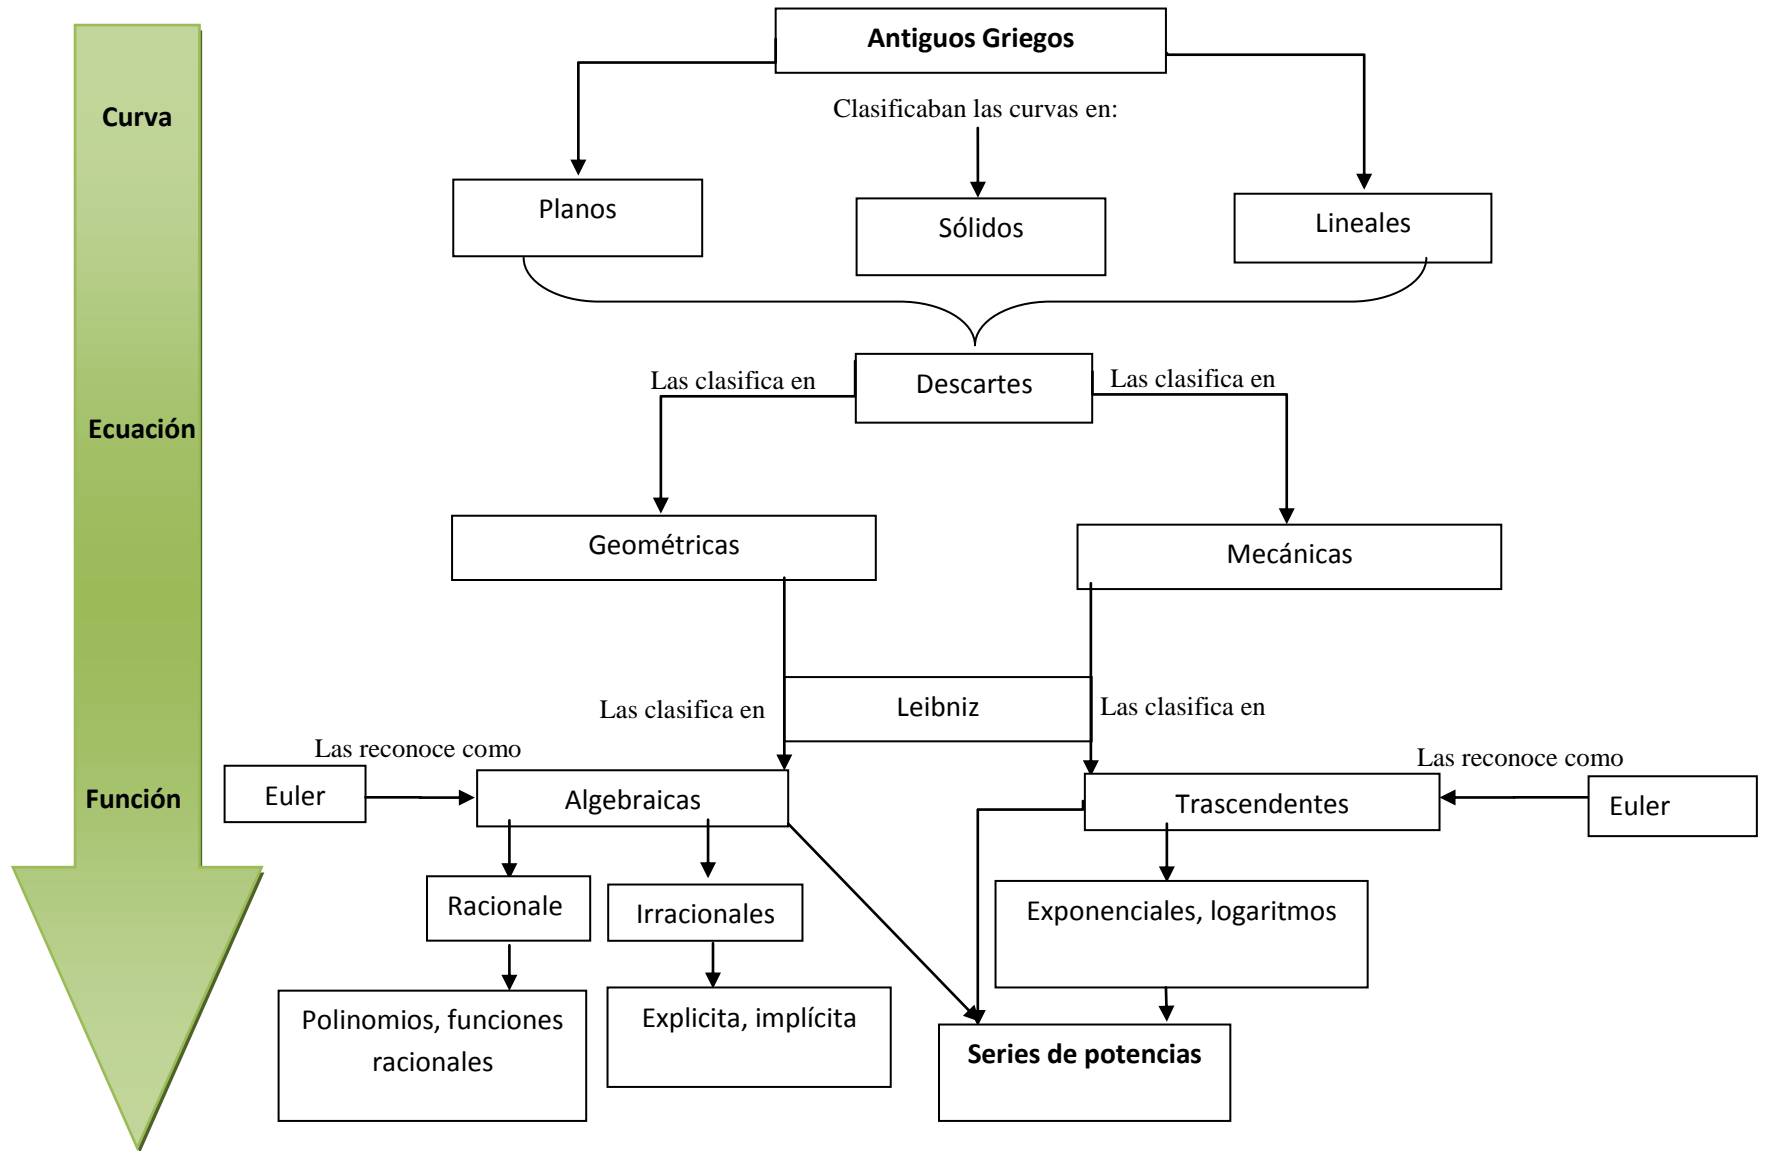 Antiguos Griegos
Curva
Clasificaban las curvas en:
Planos
Sólidos
Lineales
Las clasifica en
Descartes
Las clasifica en
Ecuación
Geométricas
Mecánicas
Las clasifica en
Leibniz
Las clasifica en
Las reconoce como
Las reconoce como
Función
Euler
Algebraicas
Trascendentes
Euler
Racionale
Irracionales
Exponenciales, logaritmos
Polinomios, funciones
racionales
Explicita, implícita
Series de potencias